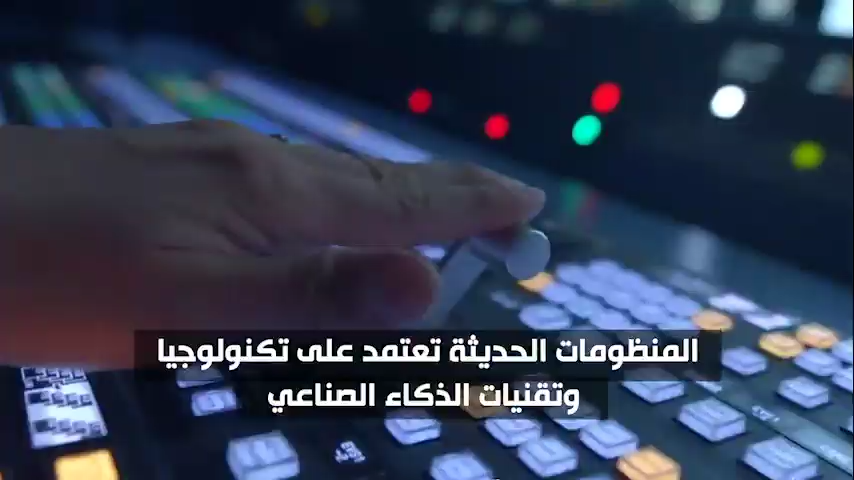 المنظومات الحديثة تعتمد على تكنولوجيا
وتقنيات الذكاء الصناعي